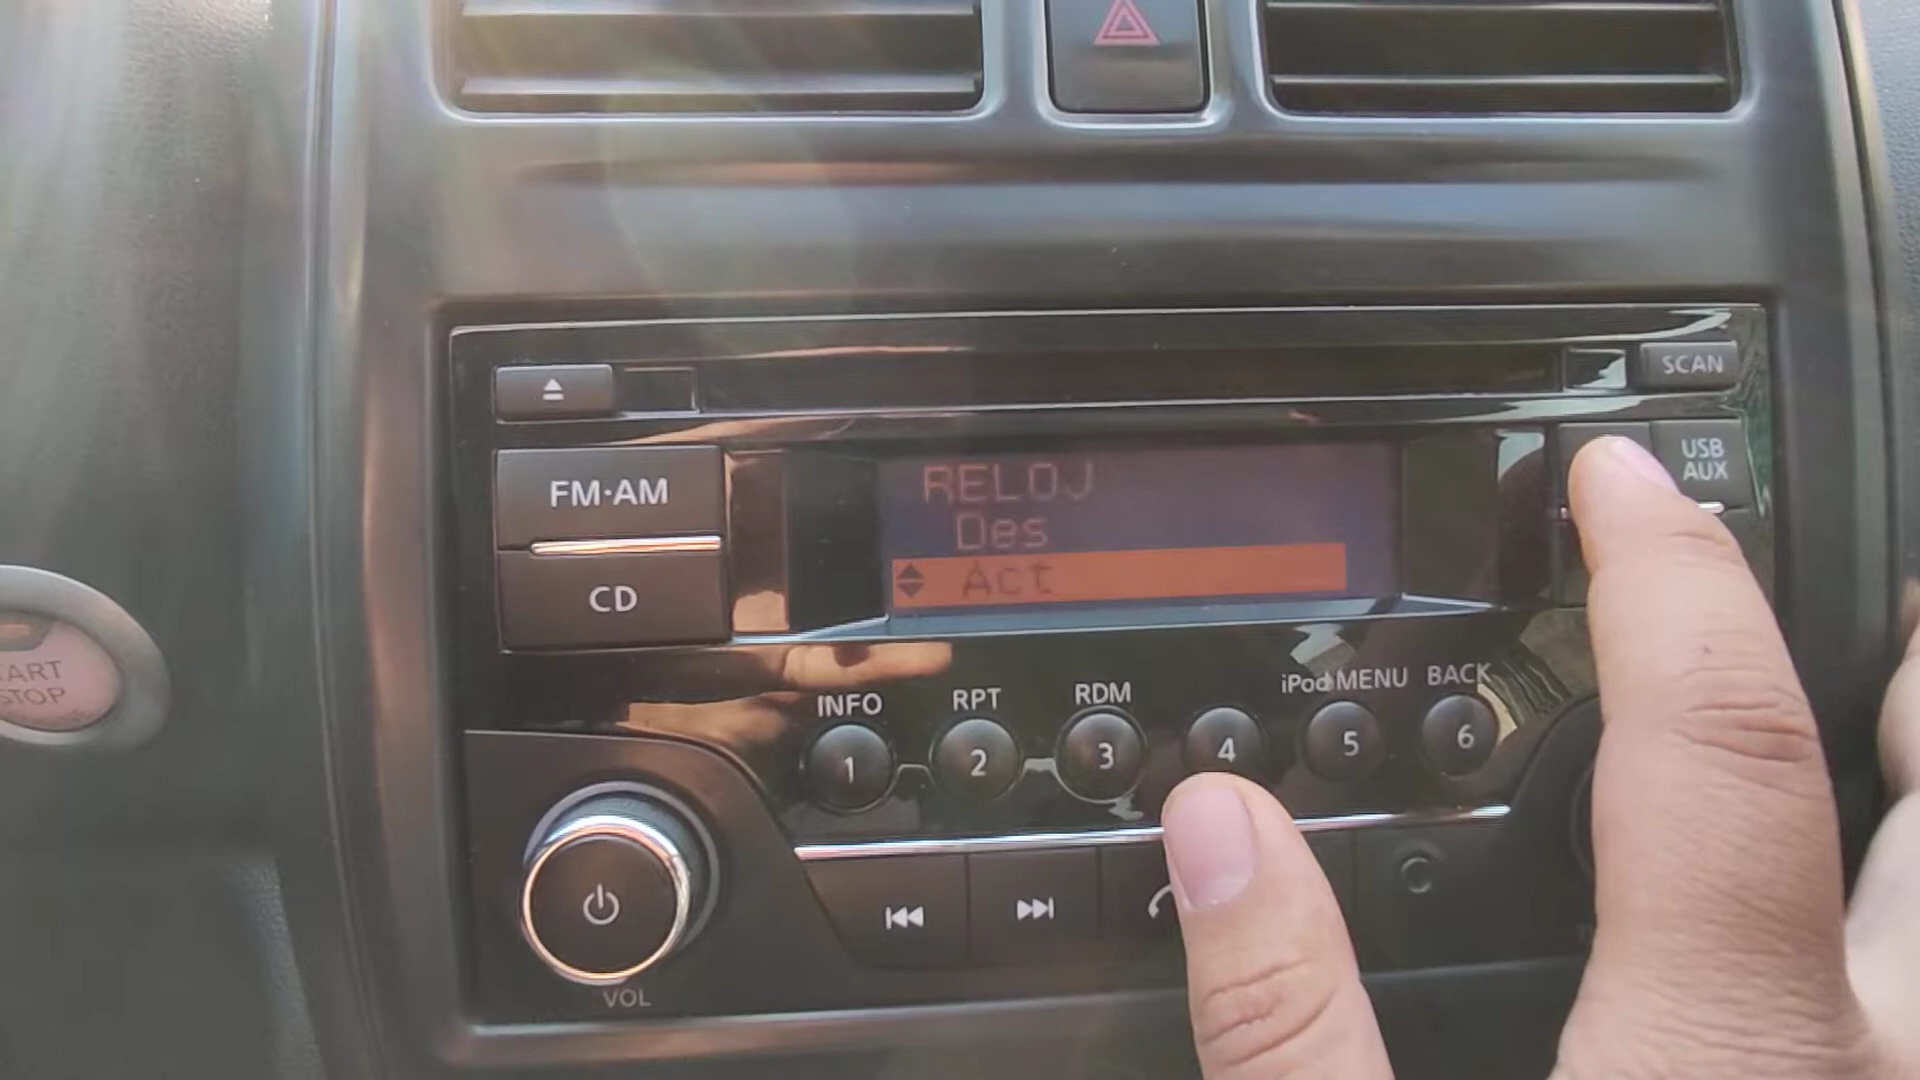 SCAN
USB
AUX
FM·AM
RELOJ
Des
Act
CD
INFO
RPT
RDM
iPod MENU
BACK
1
2
3
4
5
6
STOP
VOL